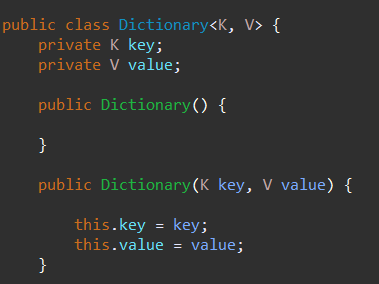 public class Dictionary<K, V> {
    private K key;
    private V value;

    public Dictionary() {

    }

    public Dictionary(K key, V value) {

        this.key = key;
        this.value = value;
    }